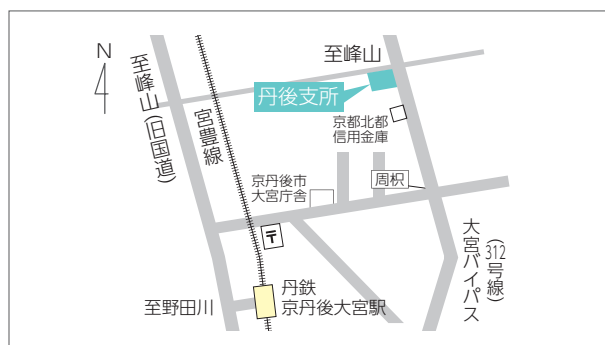 N
至峰山
至峰山(旧国道)
宮豊線
丹後支所
京都北都
信用金庫
京丹後市
大宮庁舎
周枳
〒
大宮バイパス
(312号線)
丹鉄
京丹後大宮駅
至野田川